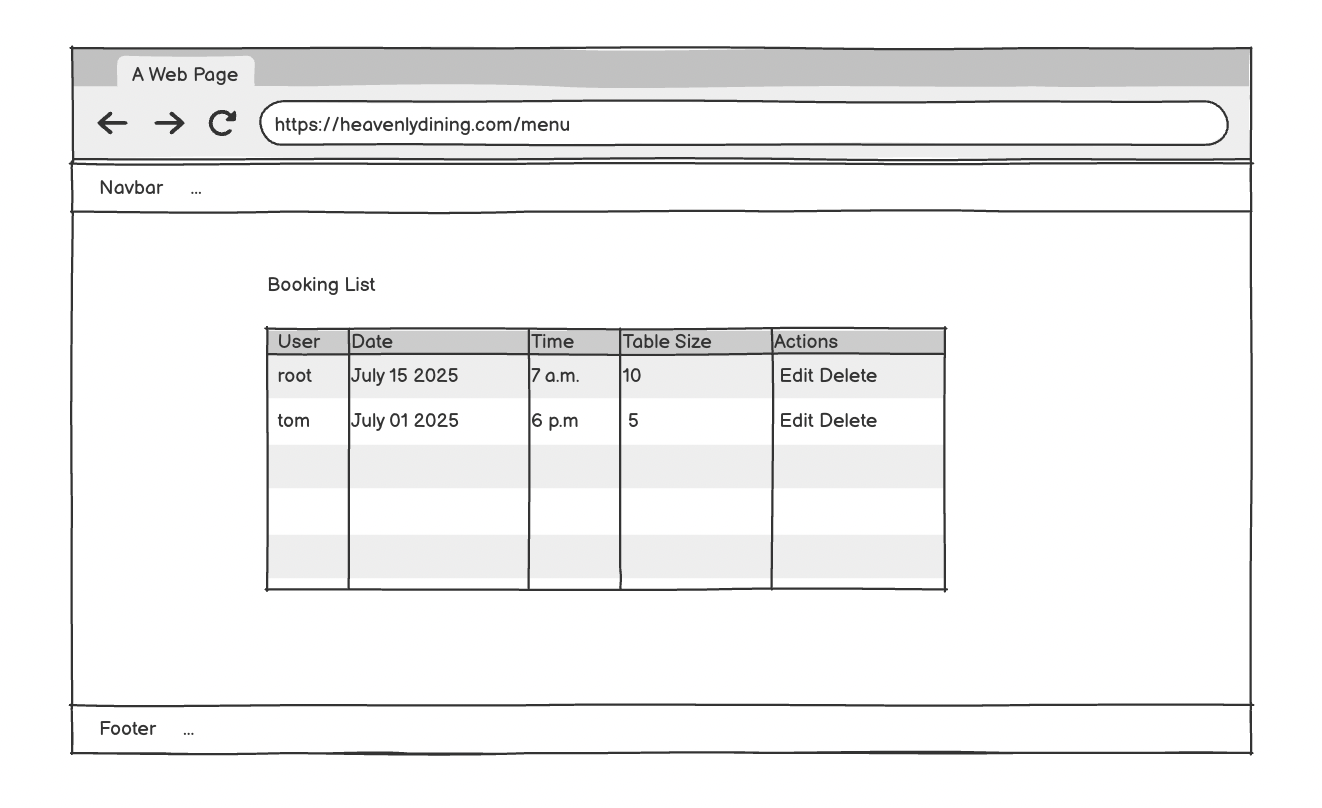 A Web Page
https://heavenlydining.com/menu
Navbar ...
Booking List
User Date Time Table Size Actions
root July 15 2025 7 a.m. 10 Edit Delete
tom July 01 2025 6 p.m 5 Edit Delete
Footer ...